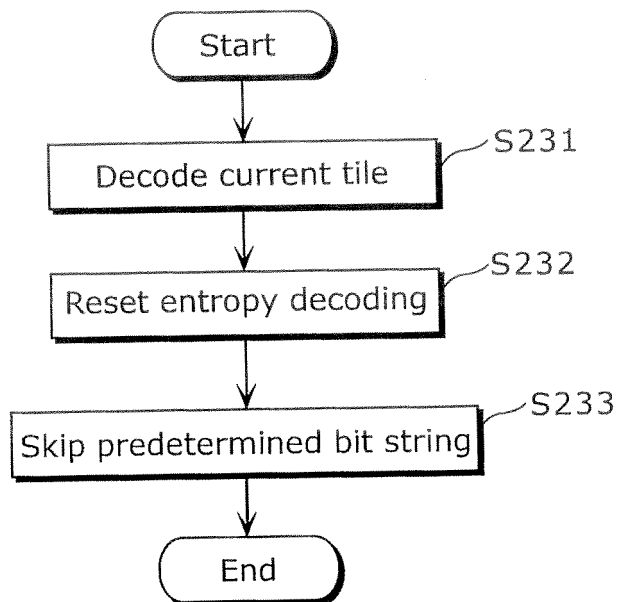 Start
Decode current tile
S231
Reset entropy decoding
S232
Skip predetermined bit string
S233
End